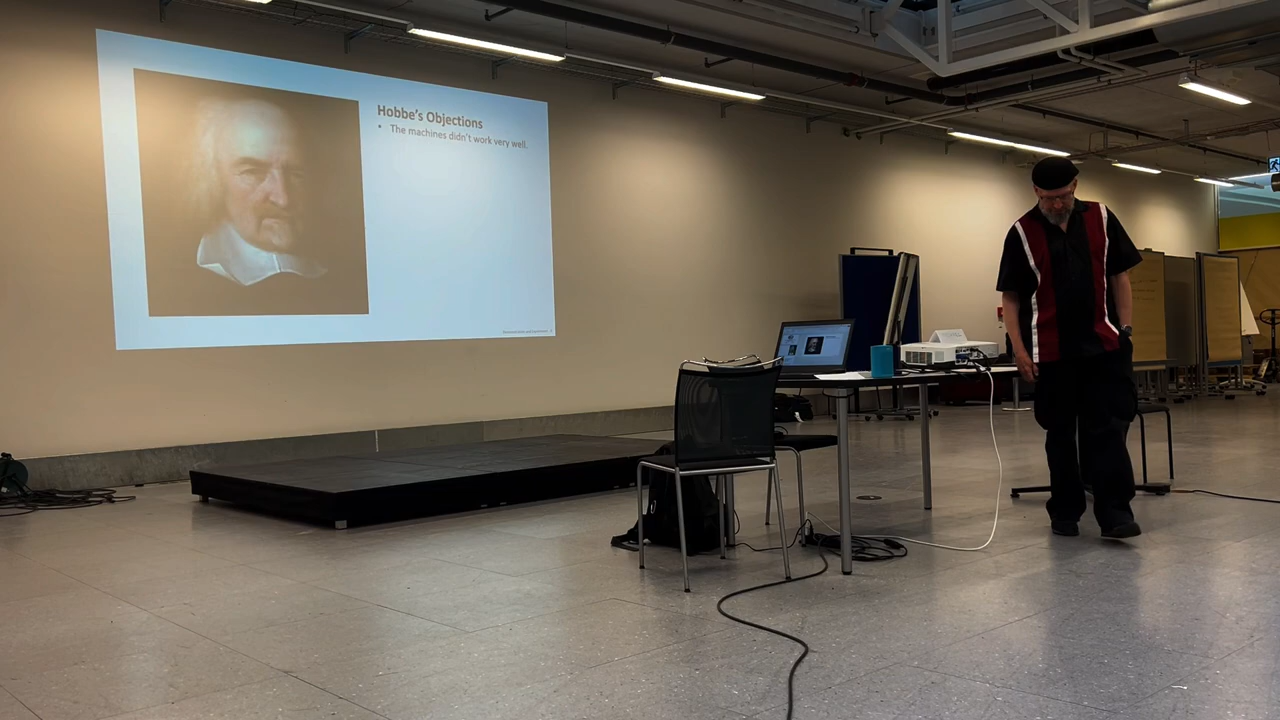 Hobbe's Objections
• The machines didn't work very well.